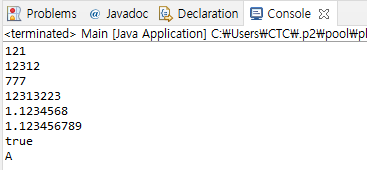 Problems @ Javadoc Declaration Console
<terminated> Main [Java Application] C:₩Users₩CTC₩.p2₩pool₩pl
121
12312
777
12313223
1.1234568
1.123456789
true
A